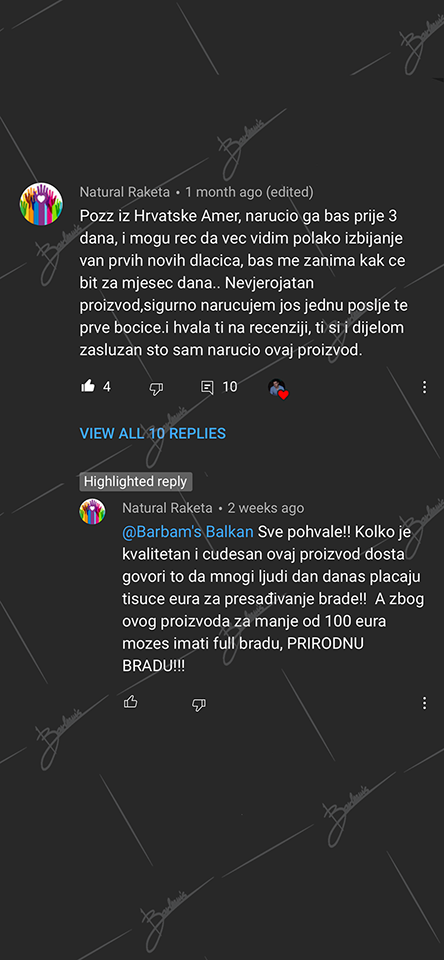 Natural Raketa • 1 month ago (edited)
Pozz iz Hrvatske Amer, narucio ga bas prije 3
dana, i mogu rec da vec vidim polako izbijanje
van prvih novih dlacica, bas me zanima kak ce
bit za mjesec dana.. Nevjerojatan
proizvod,sigurno narucujem jos jednu poslje te
prve bocice.i hvala ti na recenziji, ti si i dijelom
zasluzan sto sam narucio ovaj proizvod.
4 10
VIEW ALL 10 REPLIES
Highlighted reply
Natural Raketa • 2 weeks ago
@Barbam's Balkan Sve pohvale!! Kolko je
kvalitetan i cudesan ovaj proizvod dosta
govori to da mnogi ljudi dan danas placaju
tisuce eura za presađivanje brade!! A zbog
ovog proizvoda za manje od 100 eura
mozes imati full bradu, PRIRODNU
BRADU!!!